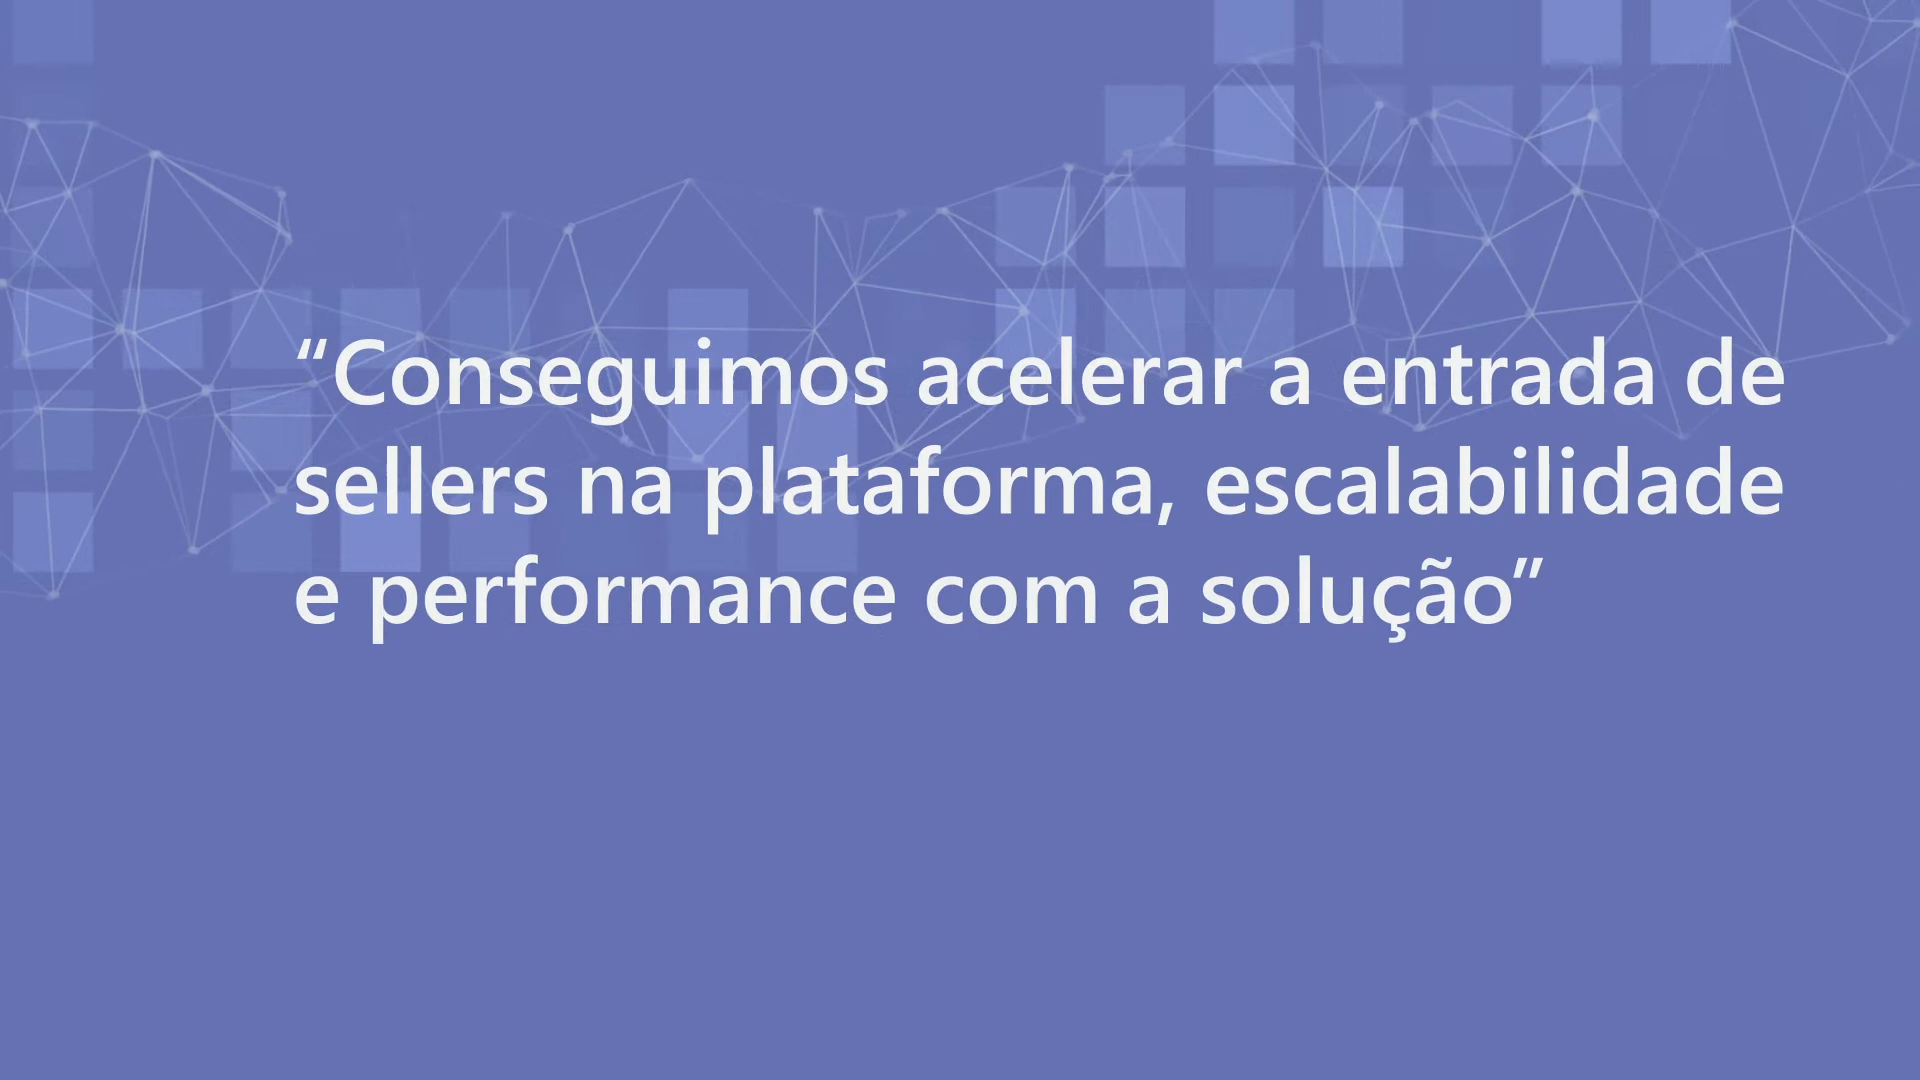 “Conseguimos acelerar a entrada de
sellers na plataforma, escalabilidade
e performance com a solução”